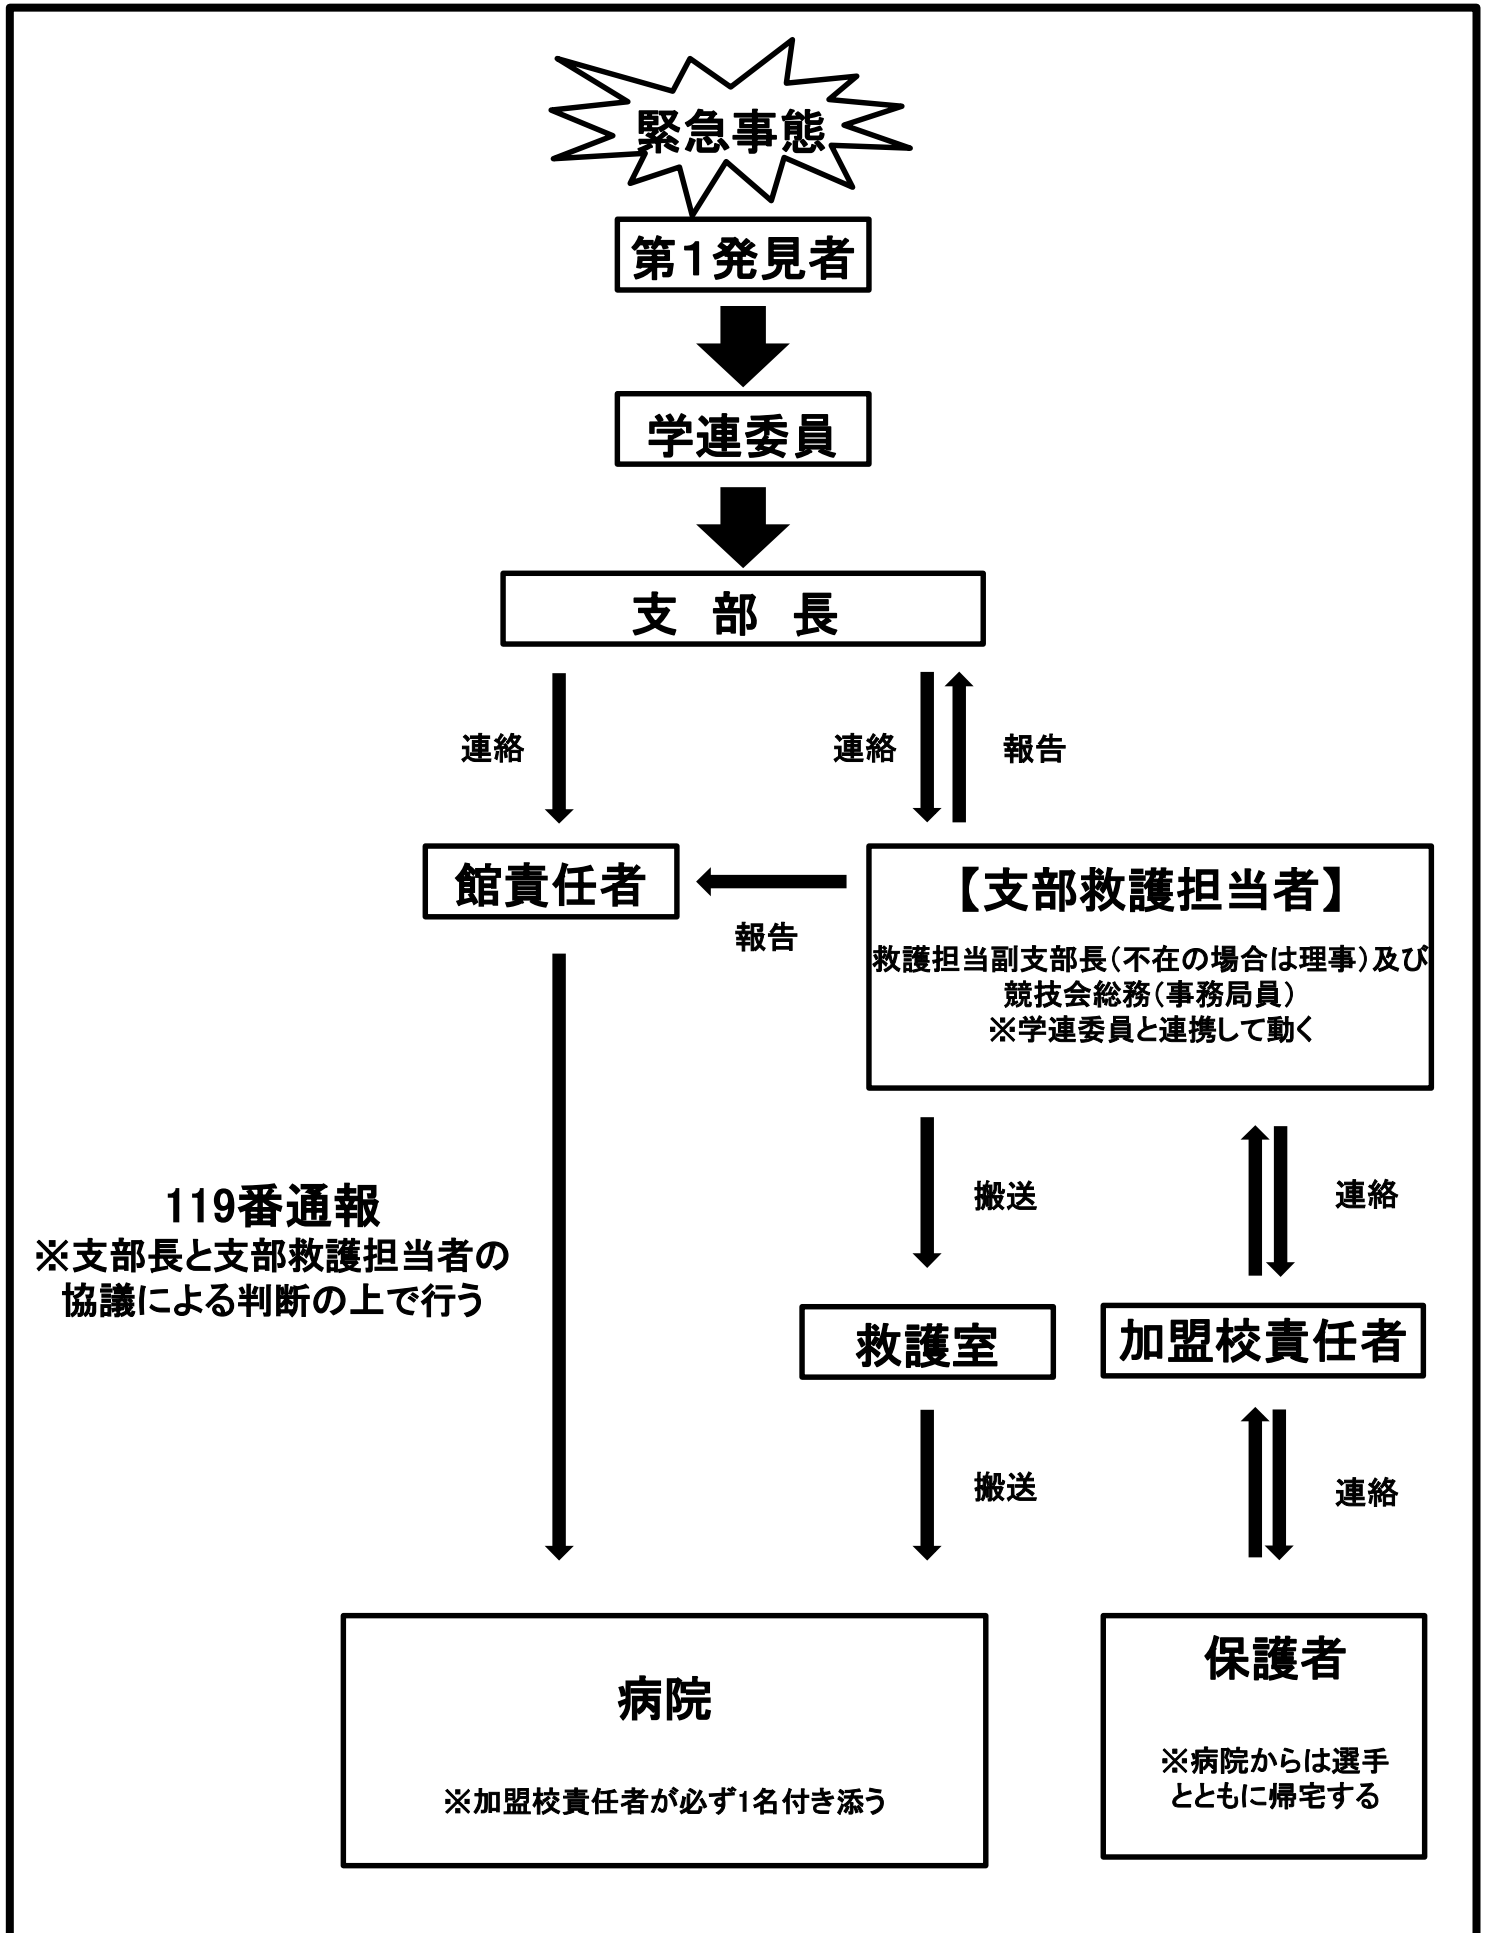 緊急事態
第1発見者
学連委員
支 部 長
連絡
連絡
報告
館責任者
報告
【支部救護担当者】
救護担当副支部長(不在の場合は理事)及び
競技会総務(事務局員)
※学連委員と連携して動く
119番通報
※支部長と支部救護担当者の
協議による判断の上で行う
搬送
連絡
救護室
加盟校責任者
搬送
連絡
病院
※加盟校責任者が必ず1名付き添う
保護者
※病院からは選手
とともに帰宅する